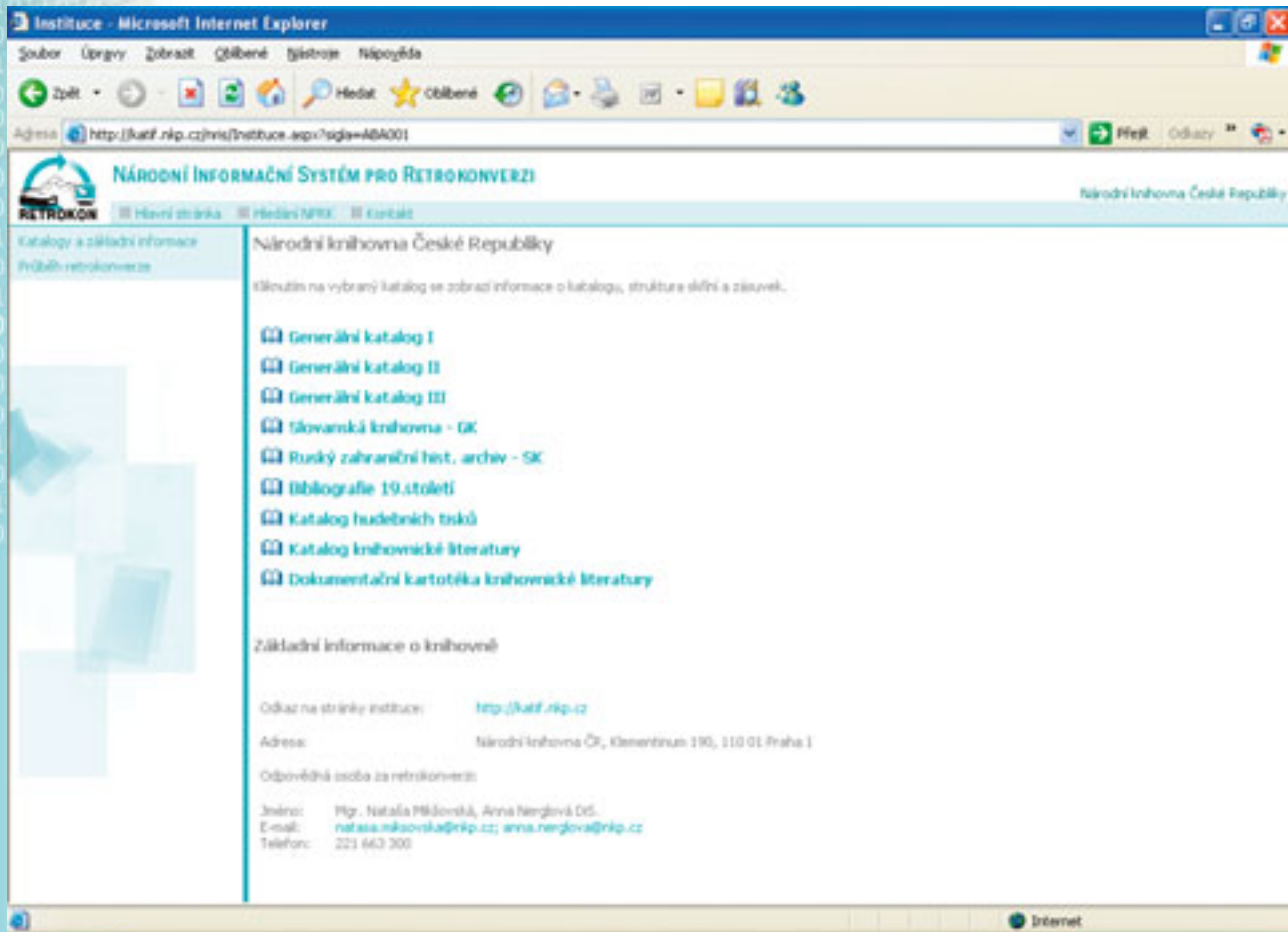 Instituce - Microsoft Internet Explorer
Soubor Úpravy Zobrazit Oblíbené Nástroje Nápověda
Zpět Hledat Oblíbené
Adresa http://katif.nkp.cz/nris/Instituce.aspx?sigla=ABA001 Přejít Odkazy »
NÁRODNÍ INFORMAČNÍ SYSTÉM PRO RETROKONVERZI
Národní knihovna České Republiky
RETROKON Hlavní stránka Hledání NPRK Kontakt
Katalogy a základní informace
Průběh retrokonverze
Národní knihovna České Republiky
Kliknutím na vybraný katalog se zobrazí informace o katalogu, struktura skříní a zásuvek.
Generální katalog I
Generální katalog II
Generální katalog III
Slovanská knihovna - GK
Ruský zahraniční hist. archiv - SK
Bibliografie 19.století
Katalog hudebních tisků
Katalog knihovnické literatury
Dokumentační kartotéka knihovnické literatury
Základní informace o knihovně
Odkaz na stránky instituce: http://katif.nkp.cz
Adresa: Národní knihovna ČR, Klementinum 190, 110 01 Praha 1
Odpovědná osoba za retrokonverzi:
Jméno: Mgr. Nataša Mikšovská, Anna Nerglová DiS.
E-mail: natasa.miksovska@nkp.cz; anna.nerglova@nkp.cz
Telefon: 221 663 300
Internet